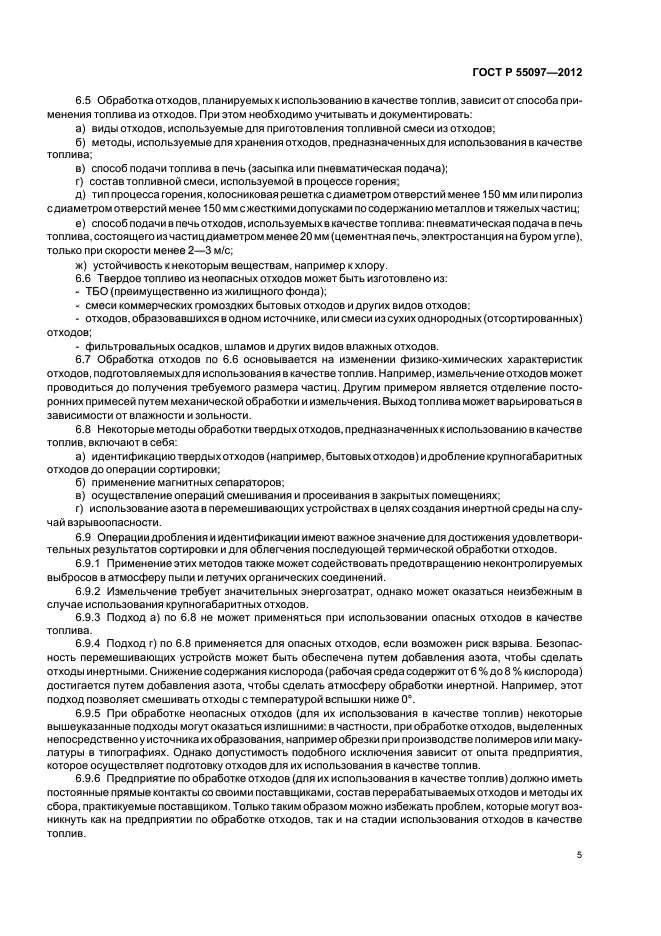 ГОСТ Р 55097—2012
6.5 Обработка отходов, планируемых к использованию в качестве топлив, зависит от способа при-
менения топлива из отходов. При этом необходимо учитывать и документировать:
а) виды отходов, используемые для приготовления топливной смеси из отходов;
б) методы, используемые для хранения отходов, предназначенных для использования в качестве
топлива;
в) способ подачи топлива в печь (засыпка или пневматическая подача);
г) состав топливной смеси, используемой в процессе горения;
д) тип процесса горения, колосниковая решетка с диаметром отверстий менее 150 мм или пиролиз
с диаметром отверстий менее 150 мм с жесткими допусками по содержанию металлов и тяжелых частиц;
е) способ подачи в печь отходов, используемых в качестве топлива: пневматическая подача в печь
топлива, состоящего из частиц диаметром менее 20 мм (цементная печь, электростанция на буром угле),
только при скорости менее 2—3 м/с;
ж) устойчивость к некоторым веществам, например к хлору.
6.6 Твердое топливо из неопасных отходов может быть изготовлено из:
- ТБО (преимущественно из жилищного фонда);
- смеси коммерческих громоздких бытовых отходов и других видов отходов;
- отходов, образовавшихся в одном источнике, или смеси из сухих однородных (отсортированных)
отходов;
- фильтровальных осадков, шламов и других видов влажных отходов.
6.7 Обработка отходов по 6.6 основывается на изменении физико-химических характеристик
отходов, подготовляемых для использования в качестве топлив. Например, измельчение отходов может
проводиться до получения требуемого размера частиц. Другим примером является отделение посто-
ронних примесей путем механической обработки и измельчения. Выход топлива может варьироваться в
зависимости от влажности и зольности.
6.8 Некоторые методы обработки твердых отходов, предназначенных к использованию в качестве
топлив, включают в себя:
а) идентификацию твердых отходов (например, бытовых отходов) и дробление крупногабаритных
отходов до операции сортировки;
б) применение магнитных сепараторов;
в) осуществление операций смешивания и просеивания в закрытых помещениях;
г) использование азота в перемешивающих устройствах в целях создания инертной среды на слу-
чай взрывоопасности.
6.9 Операции дробления и идентификации имеют важное значение для достижения удовлетвори-
тельных результатов сортировки и для облегчения последующей термической обработки отходов.
6.9.1 Применение этих методов также может содействовать предотвращению неконтролируемых
выбросов в атмосферу пыли и летучих органических соединений.
6.9.2 Измельчение требует значительных энергозатрат, однако может оказаться неизбежным в
случае использования крупногабаритных отходов.
6.9.3 Подход а) по 6.8 не может применяться при использовании опасных отходов в качестве
топлива.
6.9.4 Подход г) по 6.8 применяется для опасных отходов, если возможен риск взрыва. Безопас-
ность перемешивающих устройств может быть обеспечена путем добавления азота, чтобы сделать
отходы инертными. Снижение содержания кислорода (рабочая среда содержит от 6 % до 8 % кислорода)
достигается путем добавления азота, чтобы сделать атмосферу обработки инертной. Например, этот
подход позволяет смешивать отходы с температурой вспышки ниже 0°.
6.9.5 При обработке неопасных отходов (для их использования в качестве топлив) некоторые
вышеуказанные подходы могут оказаться излишними: в частности, при обработке отходов, выделенных
непосредственно у источника их образования, например обрезки при производстве полимеров или маку-
латуры в типографиях. Однако допустимость подобного исключения зависит от опыта предприятия,
которое осуществляет подготовку отходов для их использования в качестве топлив.
6.9.6 Предприятие по обработке отходов (для их использования в качестве топлив) должно иметь
постоянные прямые контакты со своими поставщиками, состав перерабатываемых отходов и методы их
сбора, практикуемые поставщиком. Только таким образом можно избежать проблем, которые могут воз-
никнуть как на предприятии по обработке отходов, так и на стадии использования отходов в качестве
топлив.
5